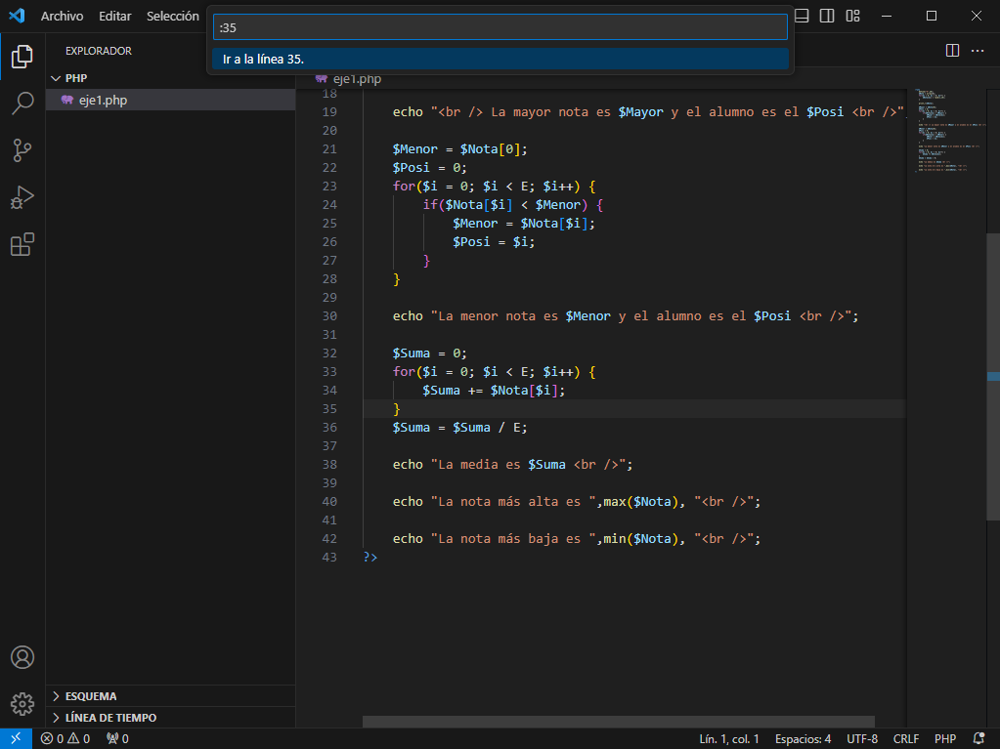 Archivo Editar Selección
:35
Ir a la línea 35.
EXPLORADOR
PHP
eje1.php
eje1.php
18
19 echo "<br /> La mayor nota es $Mayor y el alumno es el $Posi <br />"
20
21 $Menor = $Nota[0];
22 $Posi = 0;
23 for($i = 0; $i < E; $i++) {
24 if($Nota[$i] < $Menor) {
25 $Menor = $Nota[$i];
26 $Posi = $i;
27 }
28 }
29
30 echo "La menor nota es $Menor y el alumno es el $Posi <br />";
31
32 $Suma = 0;
33 for($i = 0; $i < E; $i++) {
34 $Suma += $Nota[$i];
35 }
36 $Suma = $Suma / E;
37
38 echo "La media es $Suma <br />";
39
40 echo "La nota más alta es ",max($Nota), "<br />";
41
42 echo "La nota más baja es ",min($Nota), "<br />";
43 ?>
ESQUEMA
LÍNEA DE TIEMPO
0 0 0 Lín. 1, col. 1 Espacios: 4 UTF-8 CRLF PHP